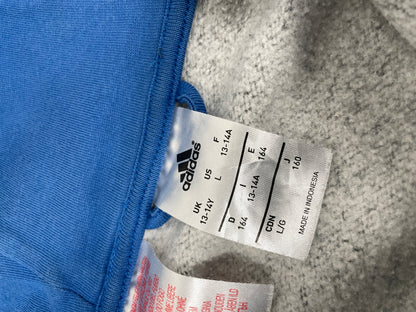 adidas
UK US F
13-14Y L 13-14A
D I E
164 13-14A 164
CDN J
L/G 160
MADE IN INDONESIA